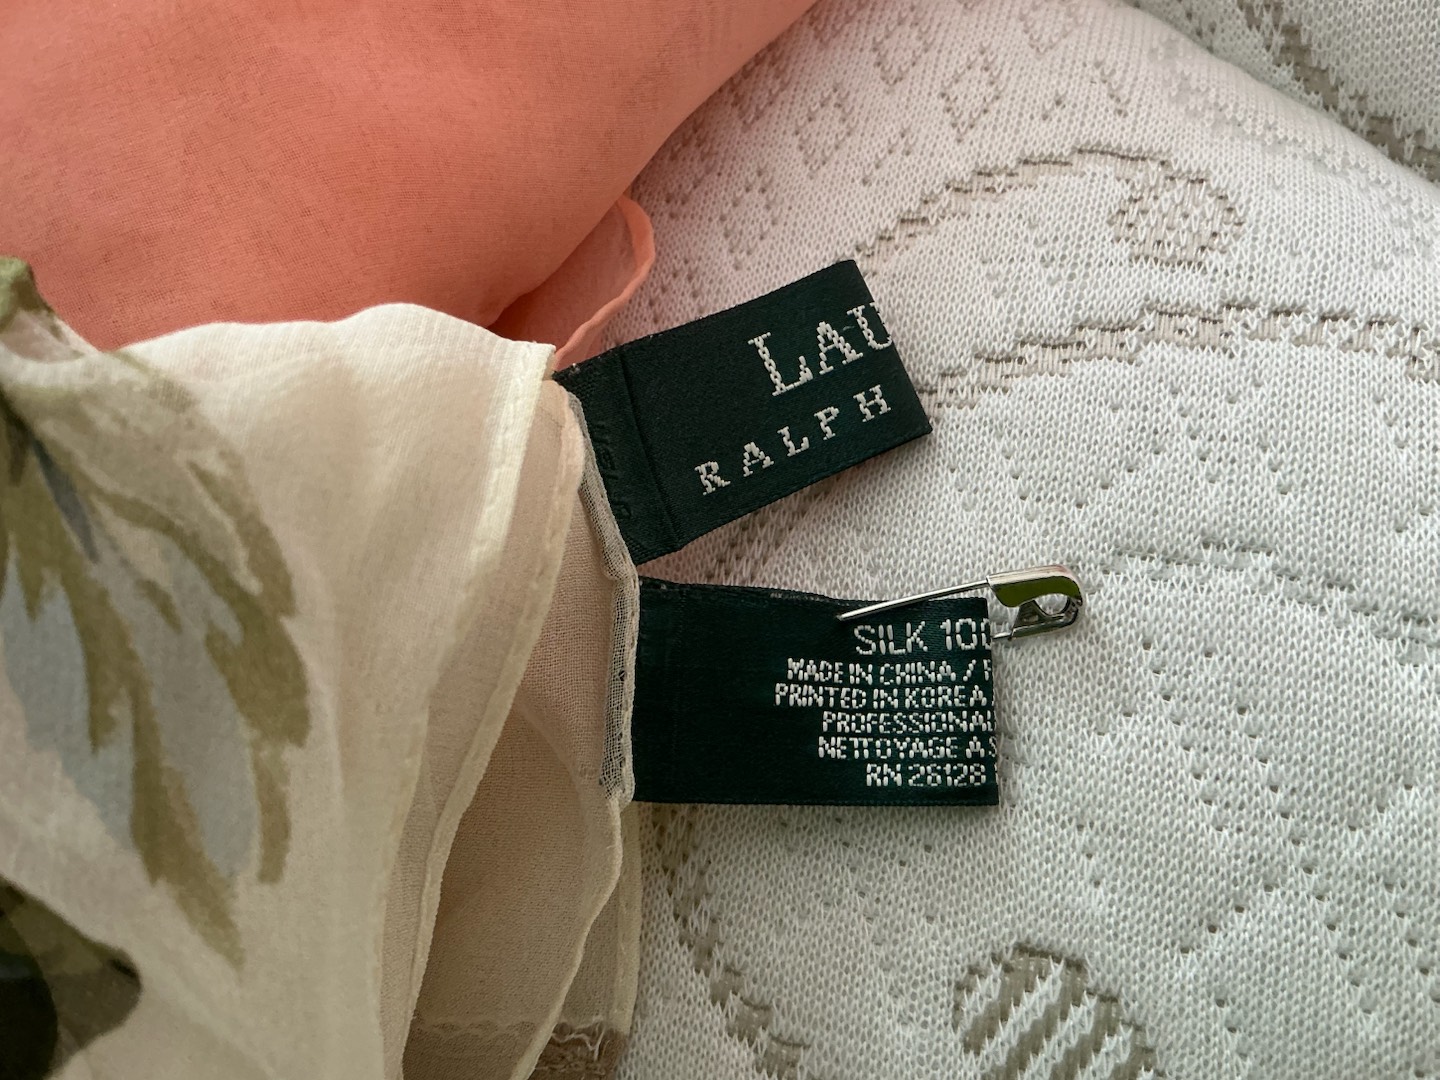 LAU
RALPH
SILK 100
MADE IN CHINA /
PRINTED IN KOREA
PROFESSIONAL
NETTOYAGE A S
RN 26128